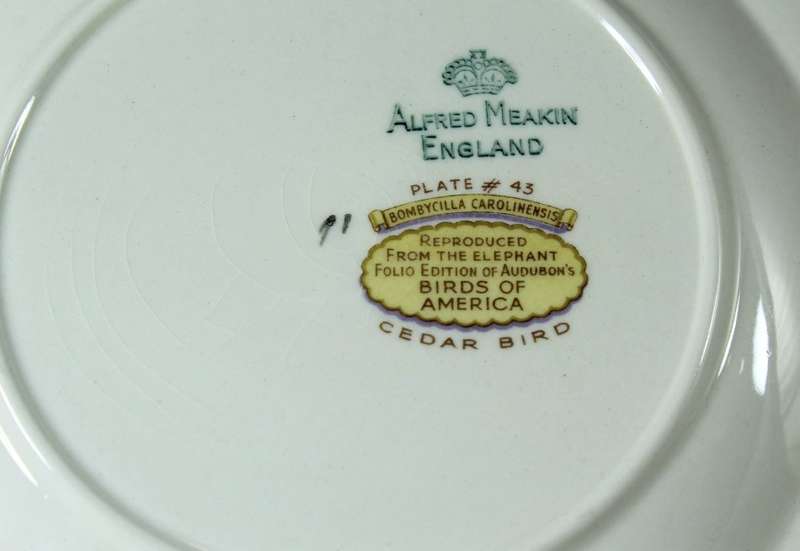 ALFRED MEAKIN
ENGLAND
PLATE # 43
BOMBYCILLA CAROLINENSIS
REPRODUCED
FROM THE ELEPHANT
FOLIO EDITION OF AUDUBON'S
BIRDS OF
AMERICA
CEDAR BIRD